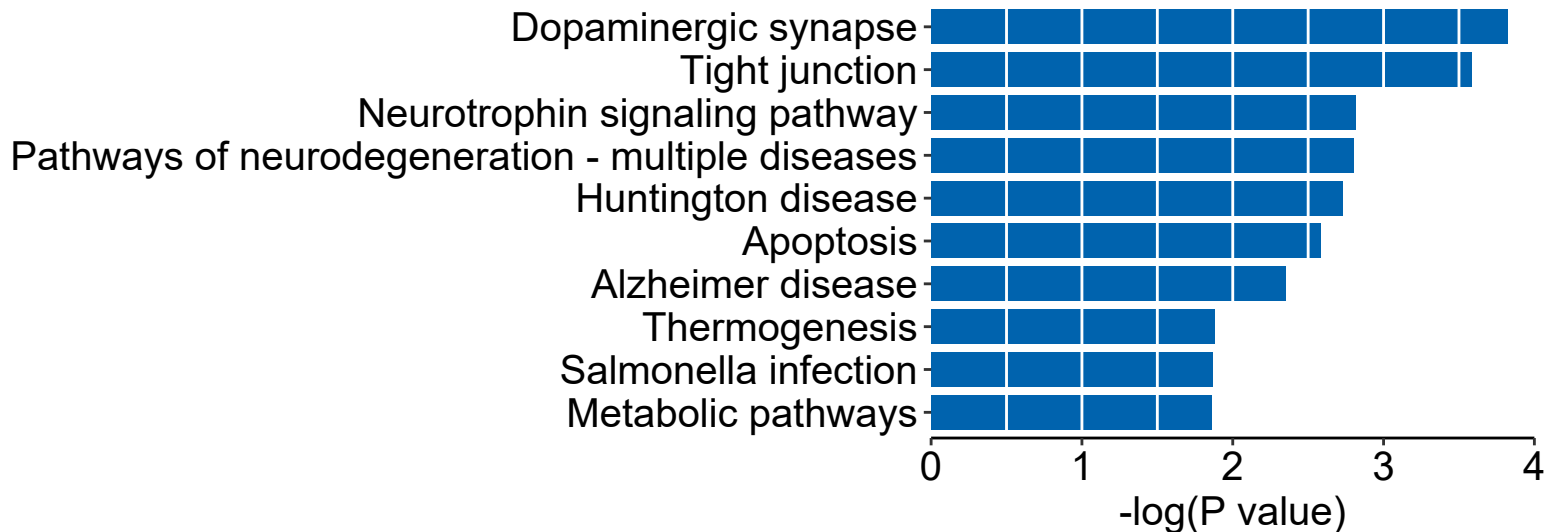 Dopaminergic synapse
Tight junction
Neurotrophin signaling pathway
Pathways of neurodegeneration - multiple diseases
Huntington disease
Apoptosis
Alzheimer disease
Thermogenesis
Salmonella infection
Metabolic pathways
0 1 2 3 4
-log(P value)